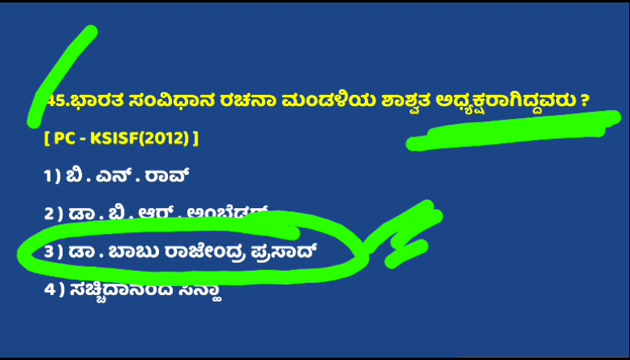 45.ಭಾರತ ಸಂವಿಧಾನ ರಚನಾ ಮಂಡಳಿಯ ಶಾಶ್ವತ ಅಧ್ಯಕ್ಷರಾಗಿದ್ದವರು ?
[ PC - KSISF(2012) ]
1 ) ಬಿ . ಎನ್ . ರಾವ್
2 ) ಡಾ . ಬಿ . ಆರ್ . ಅಂಬೆಡ್ಕರ್
3 ) ಡಾ . ಬಾಬು ರಾಜೇಂದ್ರ ಪ್ರಸಾದ್
4 ) ಸಚ್ಚಿದಾನಂದ ಸಿನ್ಹಾ